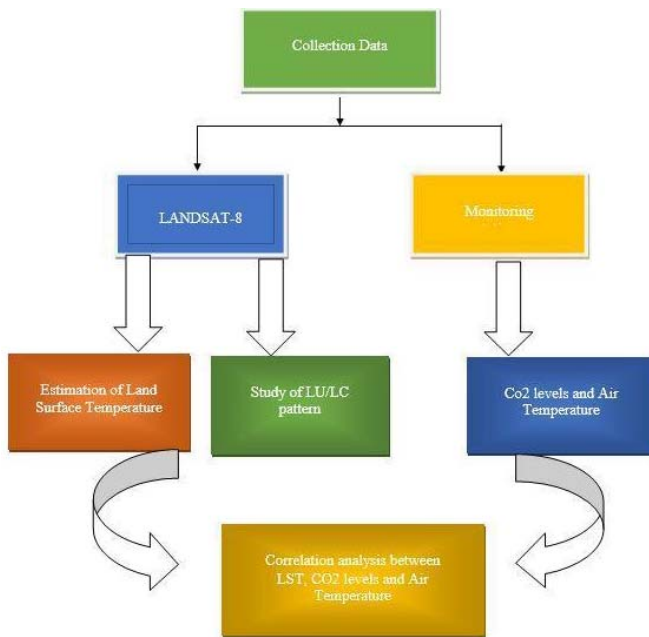 Collection Data
LANDSAT-8
Monitoring
Estimation of Land
Surface Temperature
Study of LU/LC
pattern
Co2 levels and Air
Temperature
Correlation analysis between
LST, CO2 levels and Air
Temperature